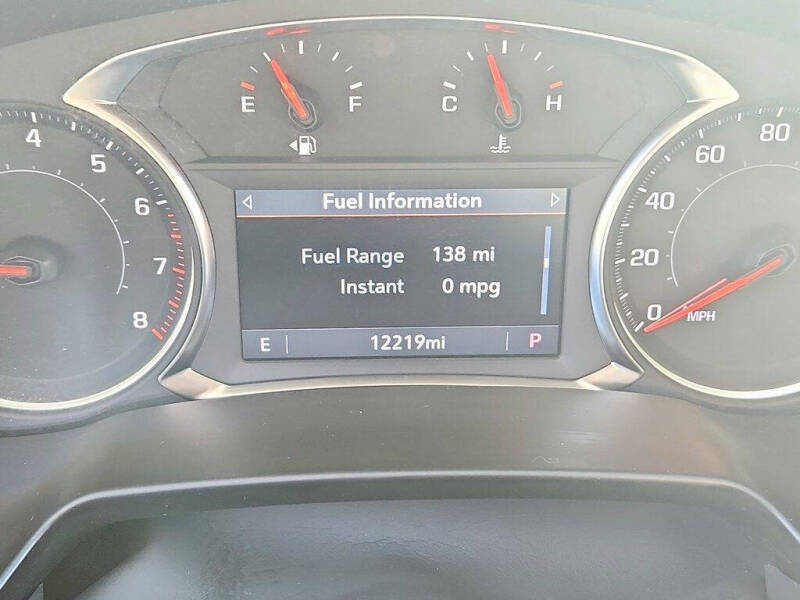 E F
C H
4
5
6
7
8
Fuel Information
Fuel Range 138 mi
Instant 0 mpg
E 12219mi P
0
20
40
60
80
MPH